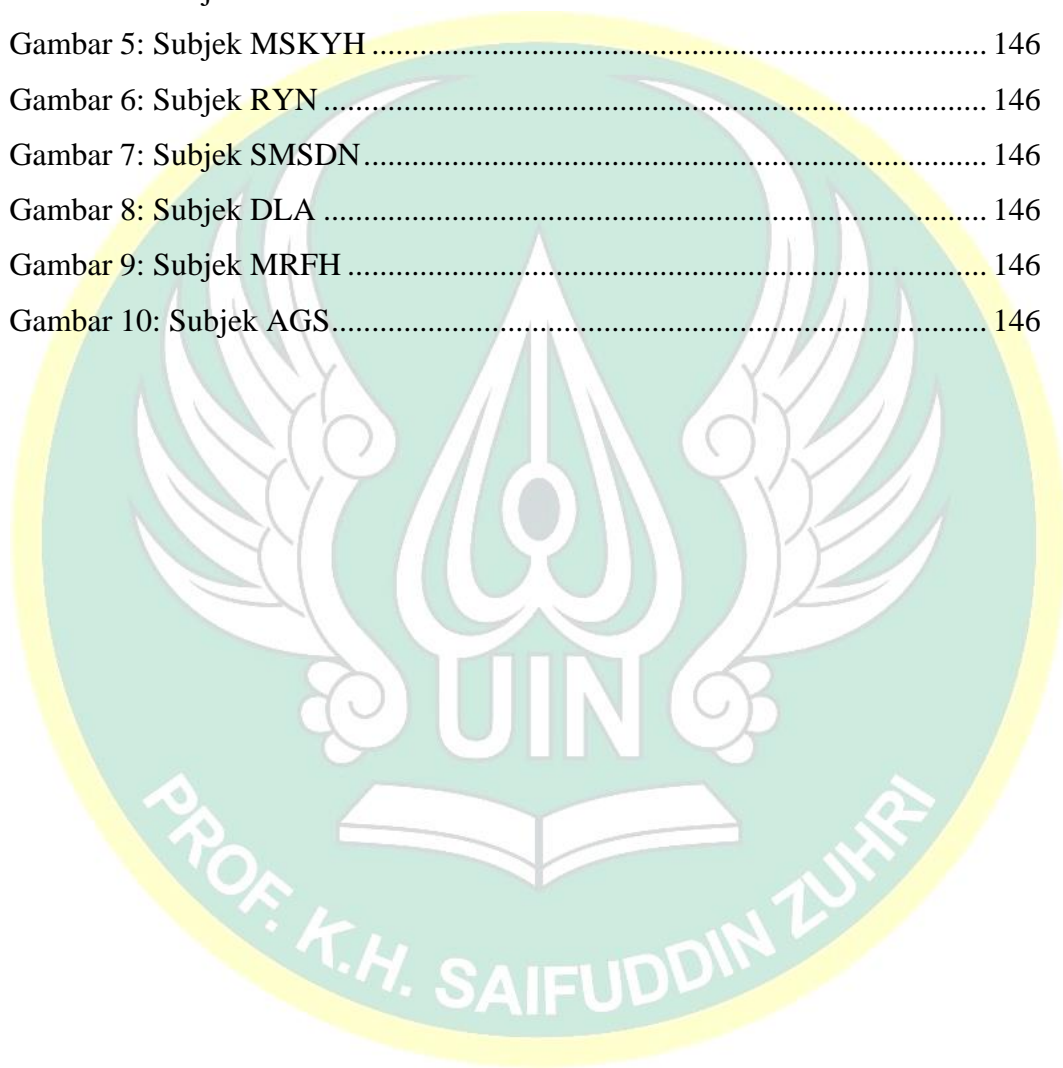 Gambar 5: Subjek MSKYH ............................................................................. 146
Gambar 6: Subjek RYN ................................................................................... 146
Gambar 7: Subjek SMSDN.............................................................................. 146
Gambar 8: Subjek DLA ................................................................................... 146
Gambar 9: Subjek MRFH ................................................................................ 146
Gambar 10: Subjek AGS.................................................................................. 146
UIN
PROF. K.H. SAIFUDDIN ZUHRI